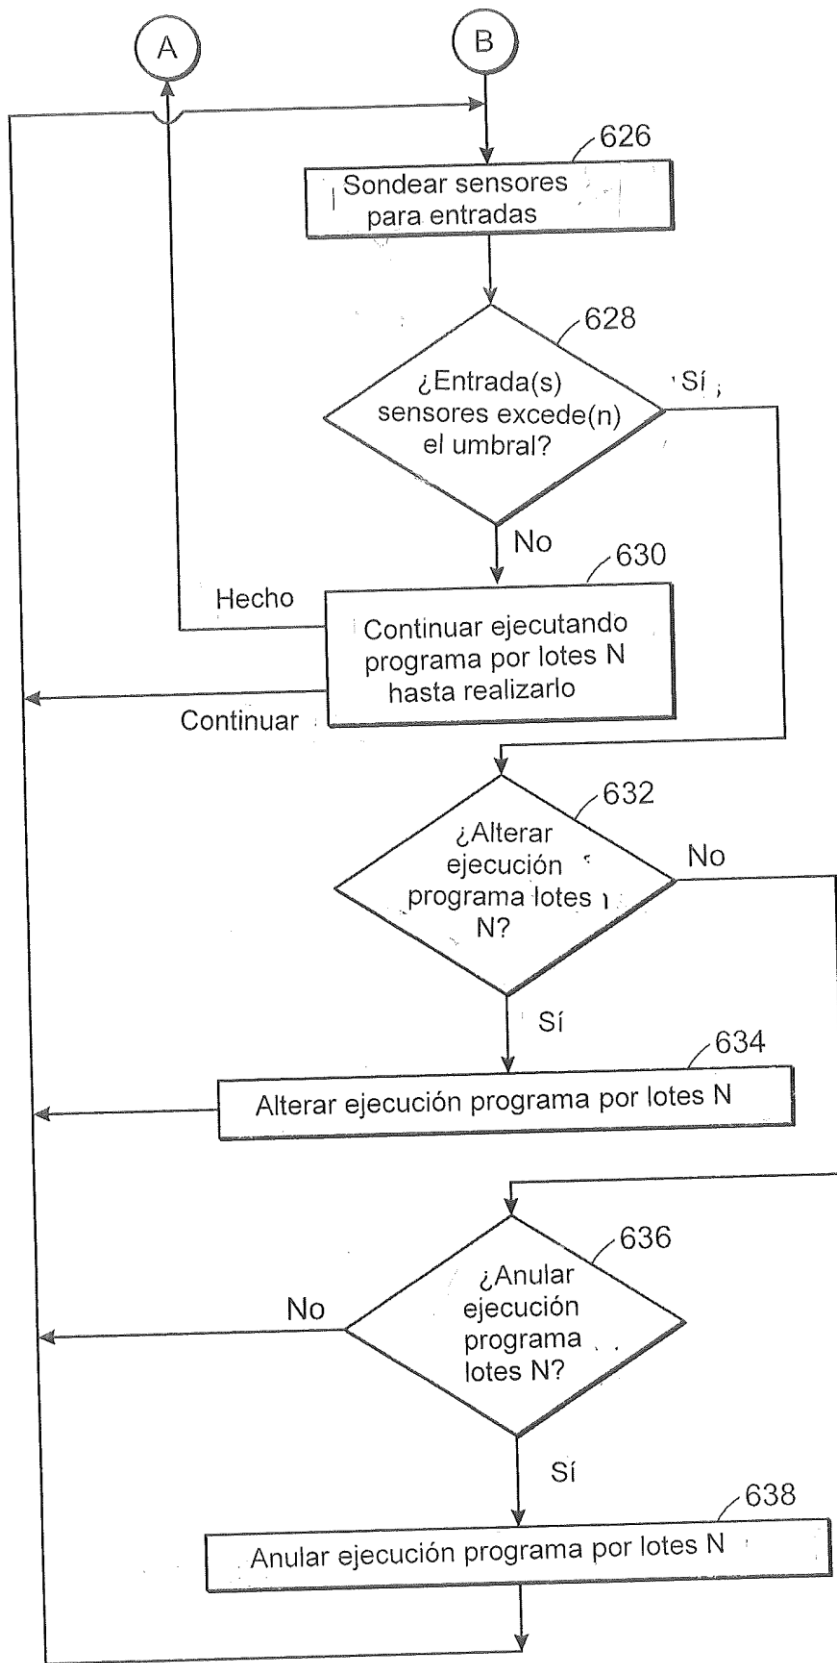 A
B
626
Sondear sensores
para entradas
628
¿Entrada(s)
sensores excede(n)
el umbral?
Sí
No
630
Hecho
Continuar ejecutando
programa por lotes N
hasta realizarlo
Continuar
632
¿Alterar
ejecución
programa lotes
N?
No
Sí
634
Alterar ejecución programa por lotes N
636
¿Anular
ejecución
programa
lotes N?
No
Sí
638
Anular ejecución programa por lotes N